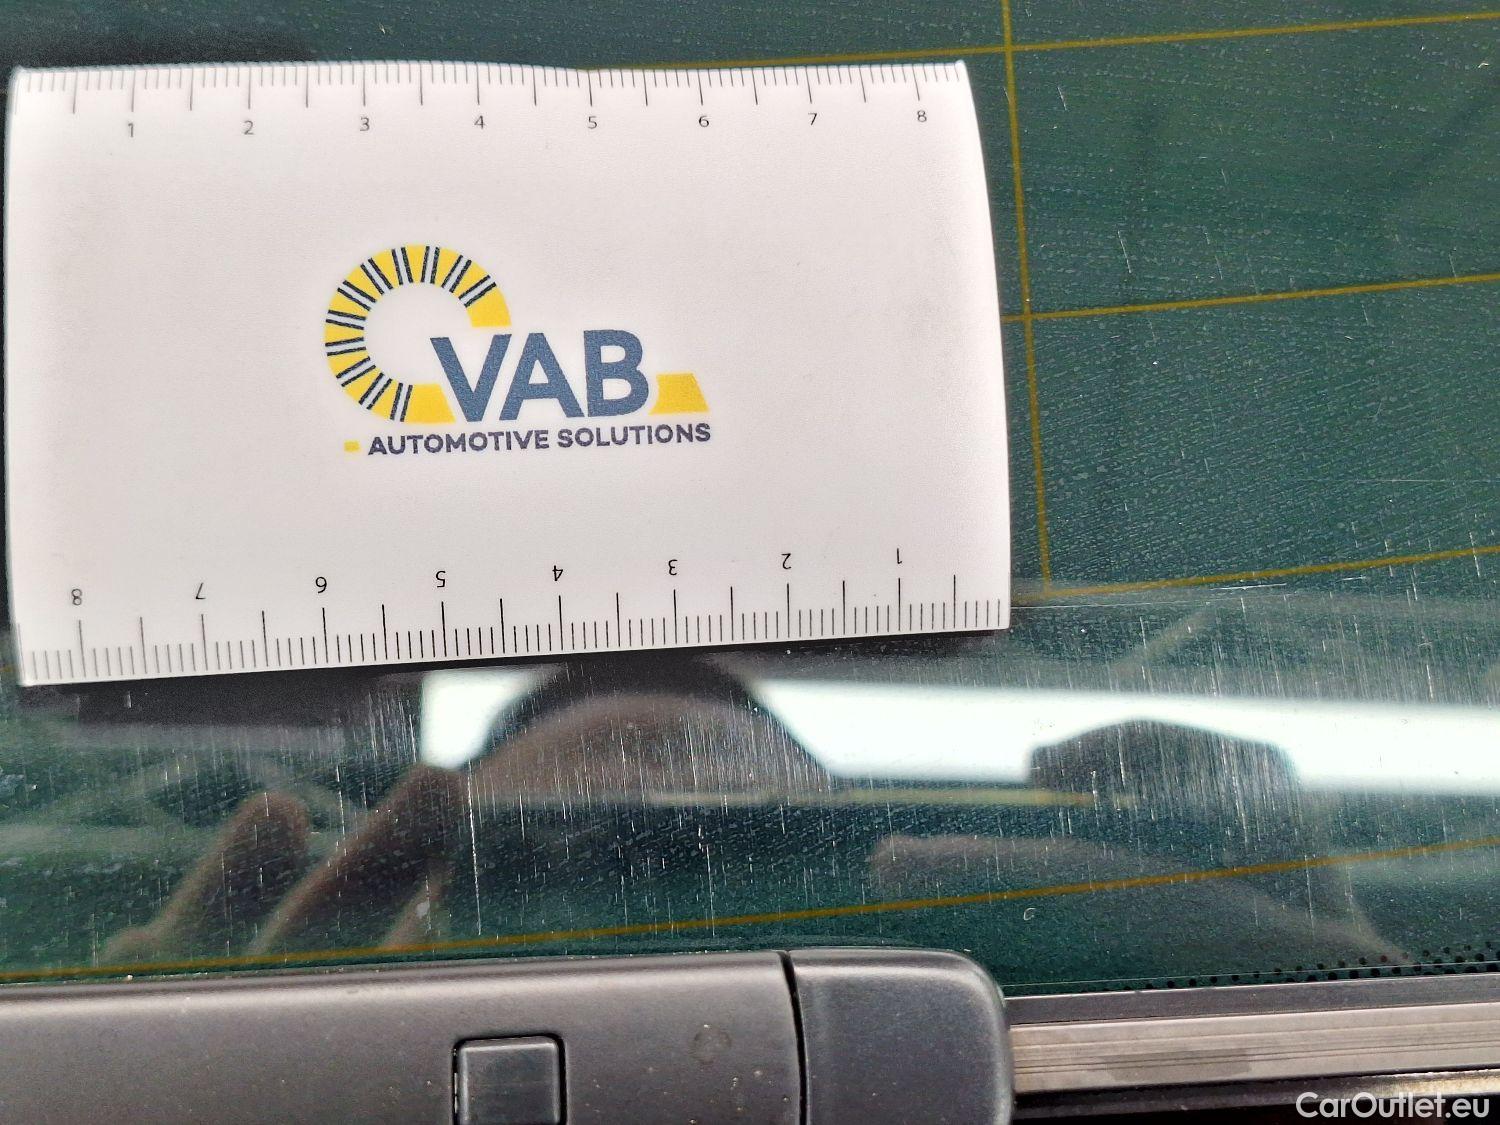 1 2 3 4 5 6 7 8
VAB
AUTOMOTIVE SOLUTIONS
8 7 6 5 4 3 2 1
CarOutlet.eu